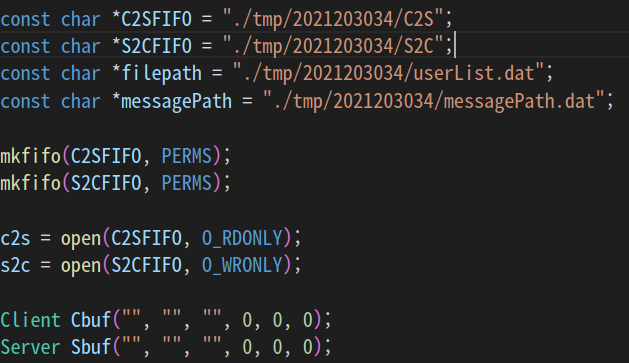 const char *C2SFIFO = "./tmp/2021203034/C2S";
const char *S2CFIFO = "./tmp/2021203034/S2C";
const char *filepath = "./tmp/2021203034/userList.dat";
const char *messagePath = "./tmp/2021203034/messagePath.dat";
mkfifo(C2SFIFO, PERMS);
mkfifo(S2CFIFO, PERMS);
c2s = open(C2SFIFO, O_RDONLY);
s2c = open(S2CFIFO, O_WRONLY);
Client Cbuf("", "", "", 0, 0, 0);
Server Sbuf("", "", "", 0, 0, 0);